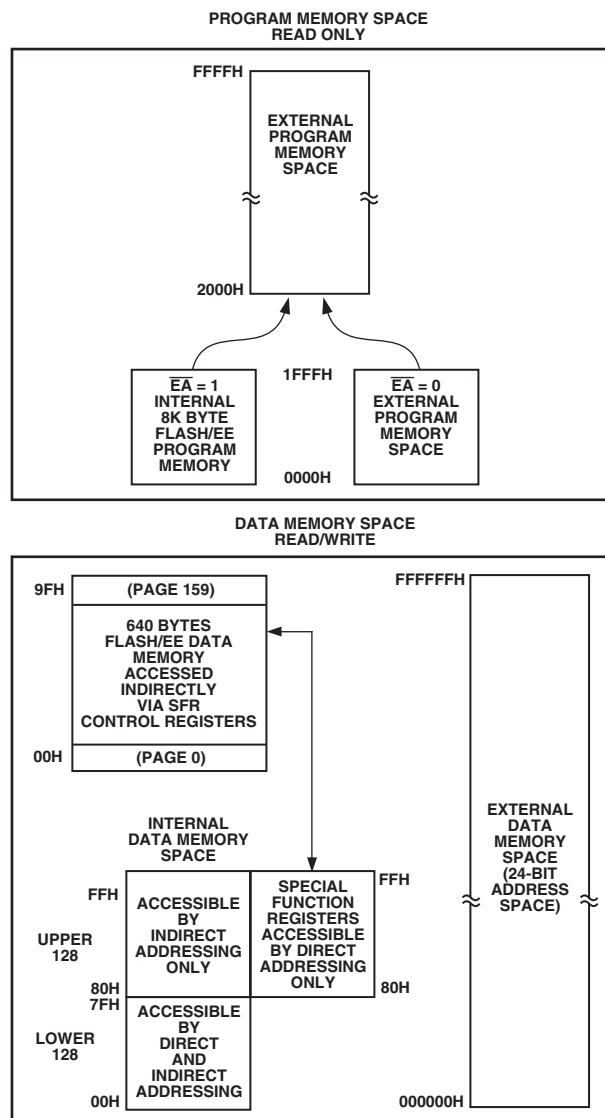 PROGRAM MEMORY SPACE
READ ONLY
FFFFH
EXTERNAL
PROGRAM
MEMORY
SPACE
2000H
EA = 1
INTERNAL
8K BYTE
FLASH/EE
PROGRAM
MEMORY
1FFFH
0000H
EA = 0
EXTERNAL
PROGRAM
MEMORY
SPACE
DATA MEMORY SPACE
READ/WRITE
9FH
(PAGE 159)
640 BYTES
FLASH/EE DATA
MEMORY
ACCESSED
INDIRECTLY
VIA SFR
CONTROL REGISTERS
00H
(PAGE 0)
INTERNAL
DATA MEMORY
SPACE
FFH
UPPER
128
80H
ACCESSIBLE
BY
INDIRECT
ADDRESSING
ONLY
SPECIAL
FUNCTION
REGISTERS
ACCESSIBLE
BY DIRECT
ADDRESSING
ONLY
FFH
80H
7FH
LOWER
128
00H
ACCESSIBLE
BY
DIRECT
AND
INDIRECT
ADDRESSING
FFFFFFH
EXTERNAL
DATA
MEMORY
SPACE
(24-BIT
ADDRESS
SPACE)
000000H